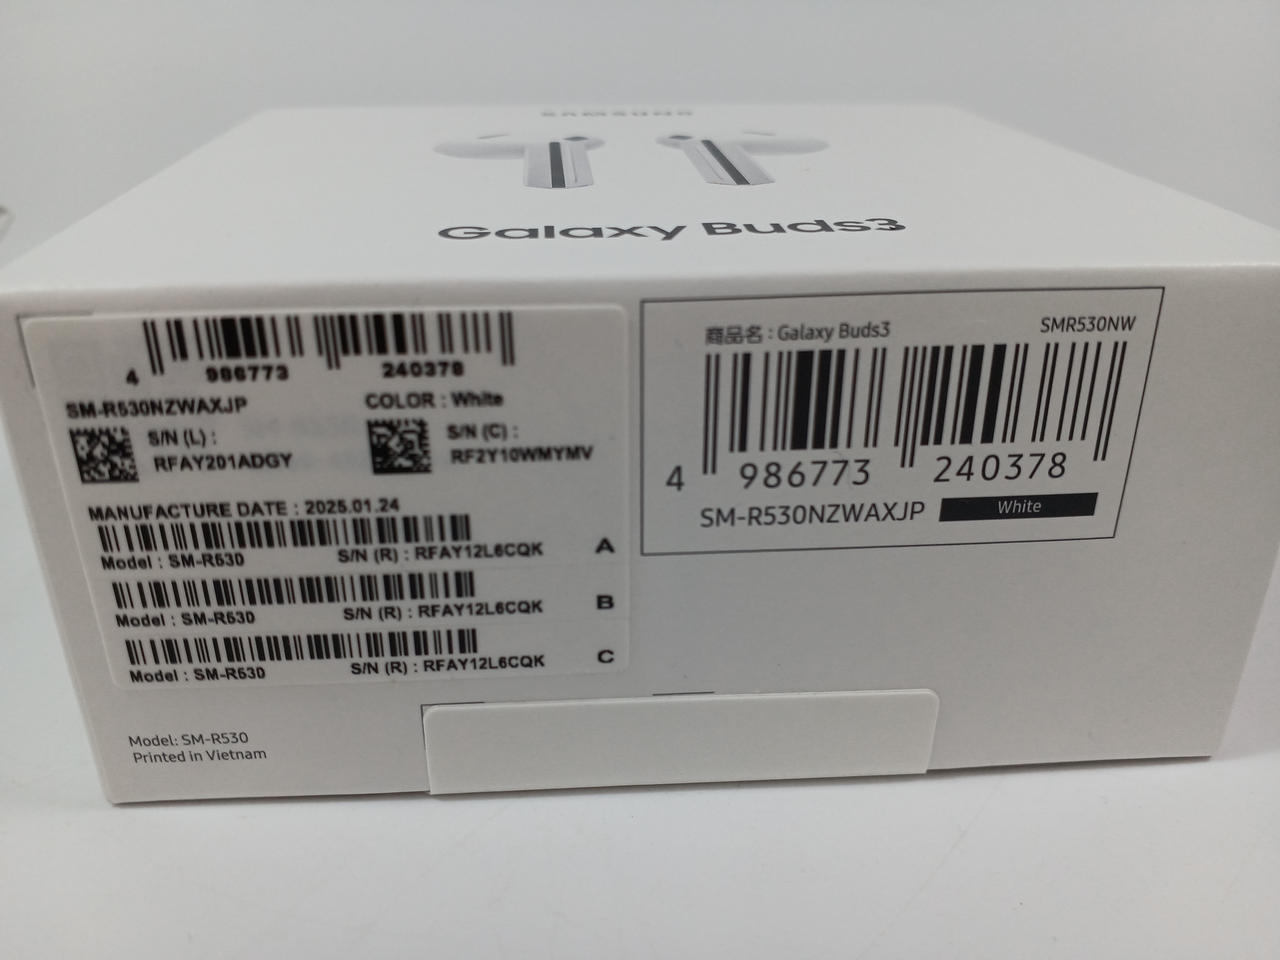 SAMSUNG
Galaxy Buds3
4 986773 240378
SM-R530NZWAXJP COLOR : White
S/N (L) :
RFAY201ADGY
S/N (C) :
RF2Y10WMYMV
MANUFACTURE DATE : 2025.01.24
Model : SM-R530 S/N (R) : RFAY12L6CQK A
Model : SM-R530 S/N (R) : RFAY12L6CQK B
Model : SM-R530 S/N (R) : RFAY12L6CQK C
Model: SM-R530
Printed in Vietnam
商品名 : Galaxy Buds3 SMR530NW
4 986773 240378
SM-R530NZWAXJP White